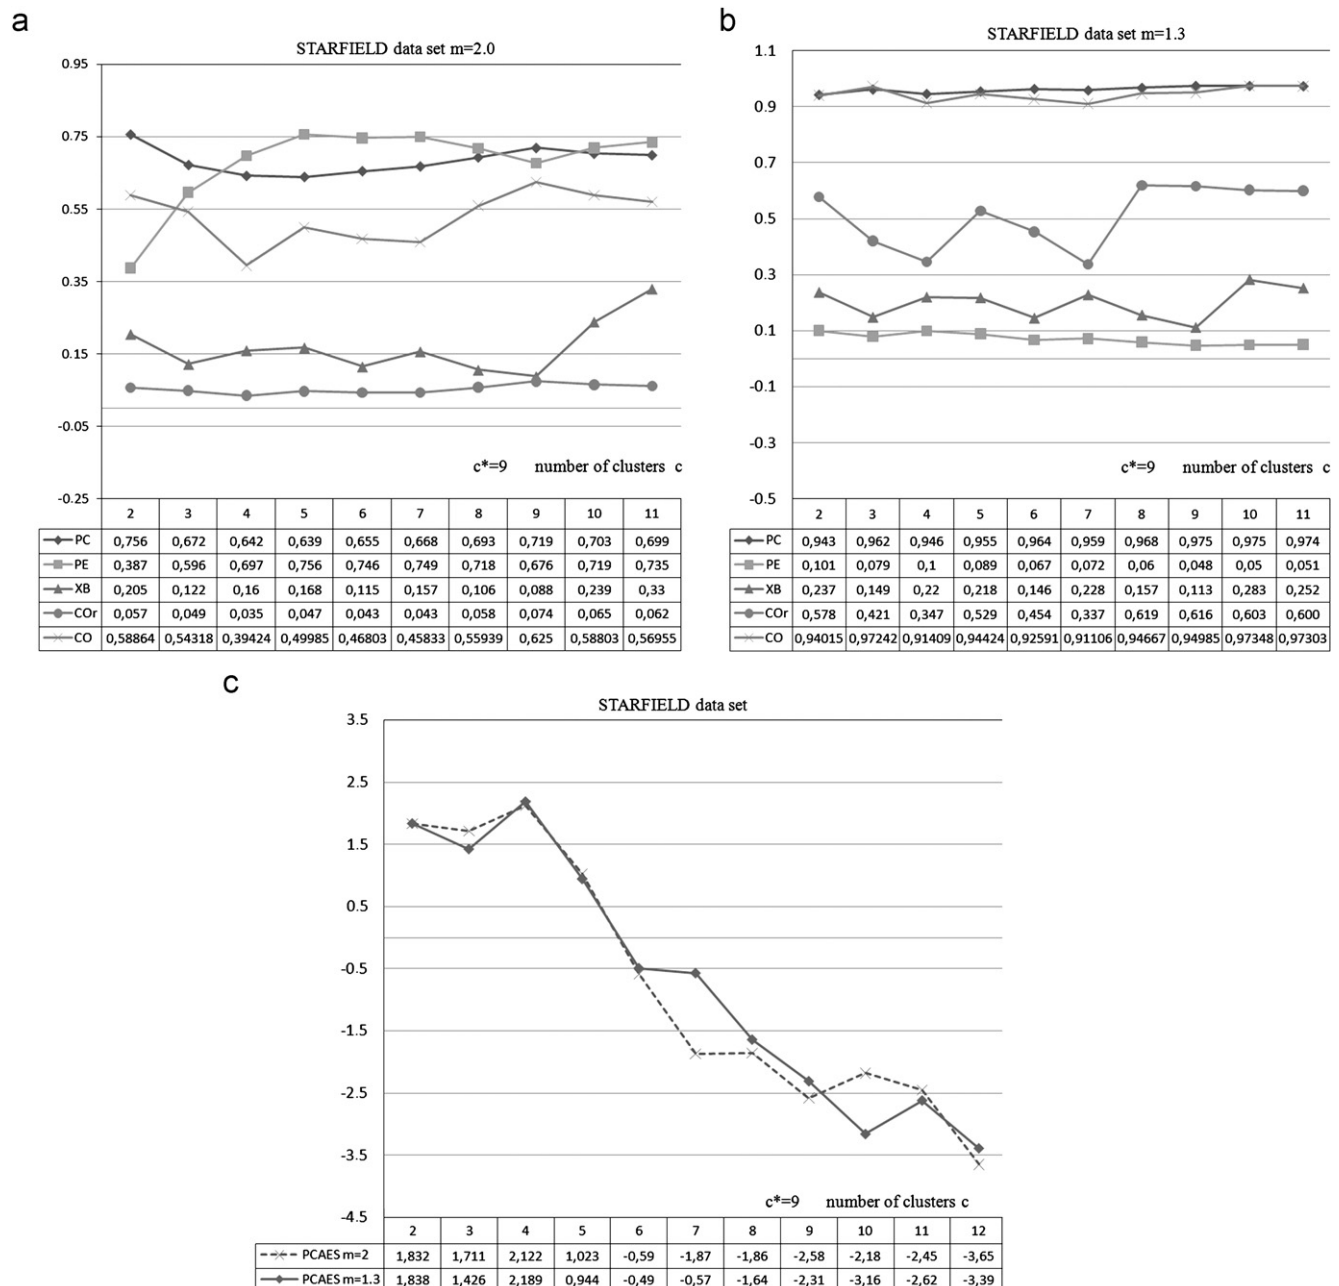 a
STARFIELD data set m=2.0
0.95
0.75
0.55
0.35
0.15
-0.05
-0.25
c*=9 number of clusters c
2 3 4 5 6 7 8 9 10 11
PC 0,756 0,672 0,642 0,639 0,655 0,668 0,693 0,719 0,703 0,699
PE 0,387 0,596 0,697 0,756 0,746 0,749 0,718 0,676 0,719 0,735
XB 0,205 0,122 0,16 0,168 0,115 0,157 0,106 0,088 0,239 0,33
COr 0,057 0,049 0,035 0,047 0,043 0,043 0,058 0,074 0,065 0,062
CO 0,58864 0,54318 0,39424 0,49985 0,46803 0,45833 0,55939 0,625 0,58803 0,56955
b
STARFIELD data set m=1.3
1.1
0.9
0.7
0.5
0.3
0.1
-0.1
-0.3
-0.5
c*=9 number of clusters c
2 3 4 5 6 7 8 9 10 11
PC 0,943 0,962 0,946 0,955 0,964 0,959 0,968 0,975 0,975 0,974
PE 0,101 0,079 0,1 0,089 0,067 0,072 0,06 0,048 0,05 0,051
XB 0,237 0,149 0,22 0,218 0,146 0,228 0,157 0,113 0,283 0,252
COr 0,578 0,421 0,347 0,529 0,454 0,337 0,619 0,616 0,603 0,600
CO 0,94015 0,97242 0,91409 0,94424 0,92591 0,91106 0,94667 0,94985 0,97348 0,97303
c
STARFIELD data set
3.5
2.5
1.5
0.5
-0.5
-1.5
-2.5
-3.5
-4.5
c*=9 number of clusters c
2 3 4 5 6 7 8 9 10 11 12
PCAES m=2 1,832 1,711 2,122 1,023 -0,59 -1,87 -1,86 -2,58 -2,18 -2,45 -3,65
PCAES m=1.3 1,838 1,426 2,189 0,944 -0,49 -0,57 -1,64 -2,31 -3,16 -2,62 -3,39